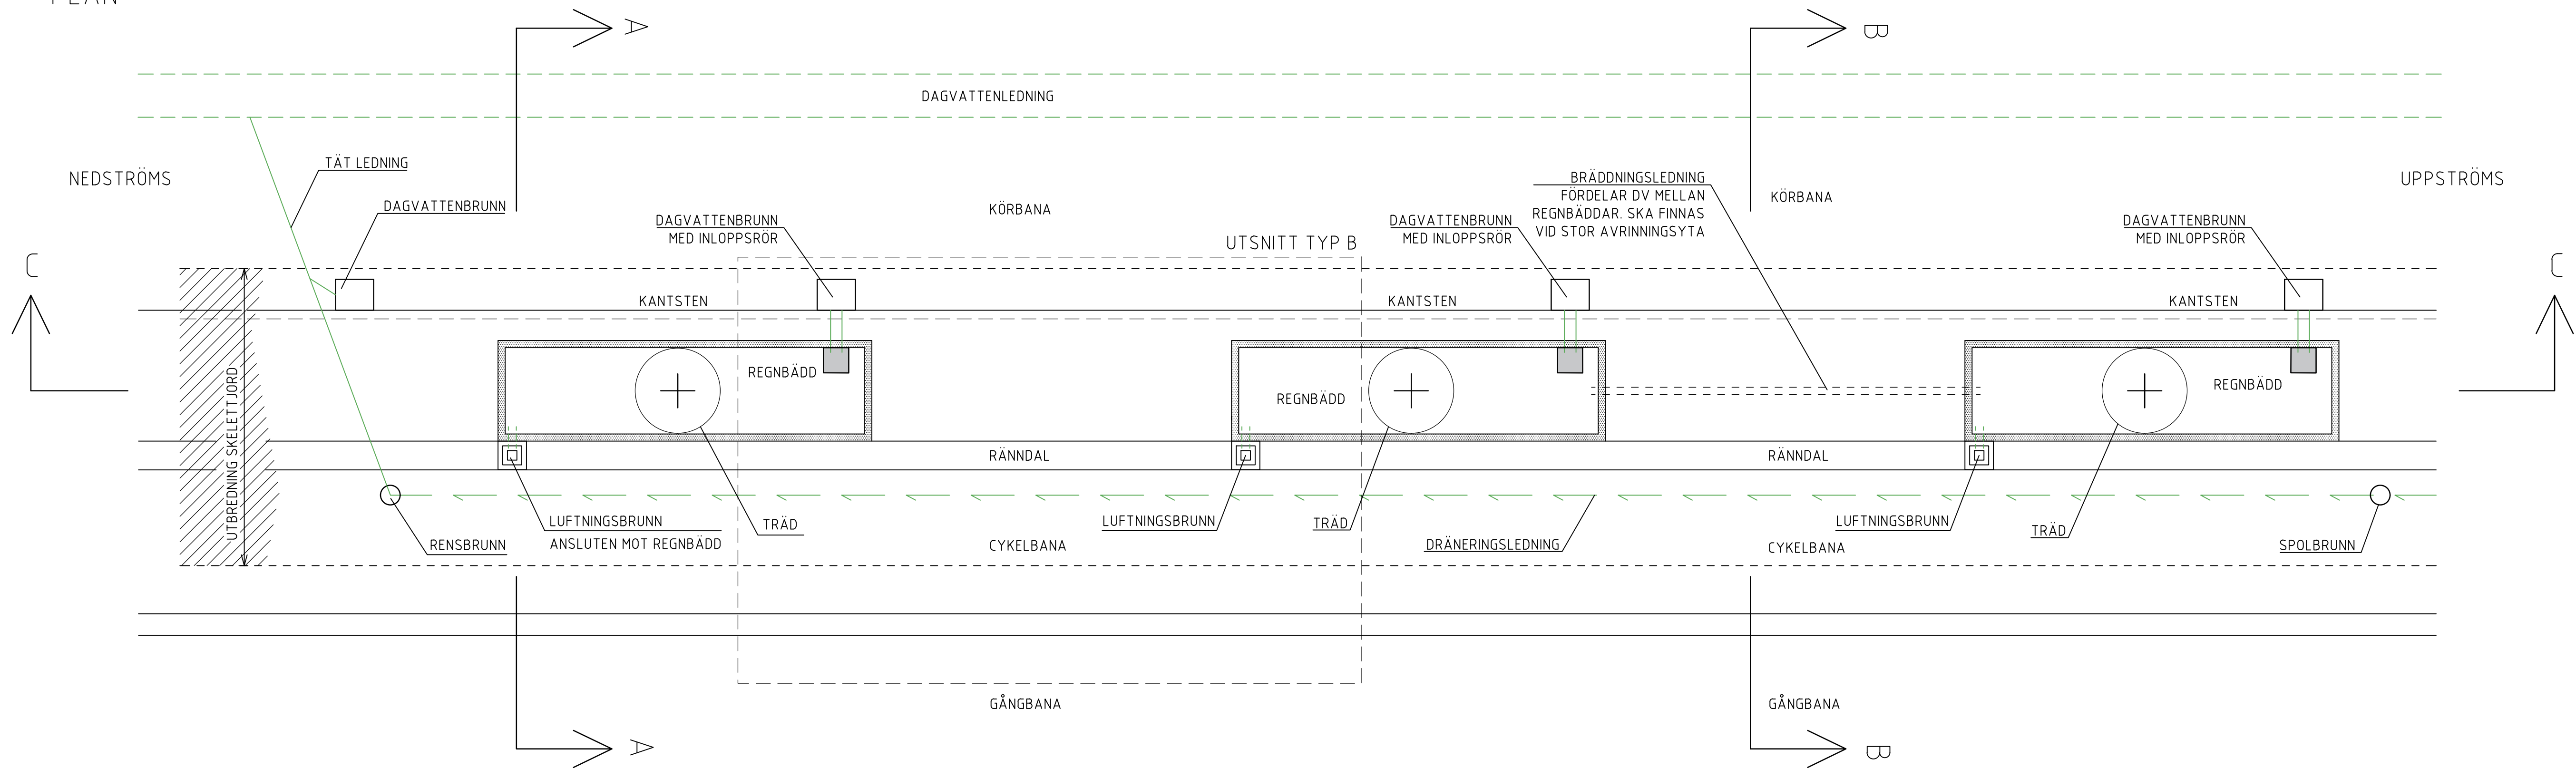 PLAN
A
B
DAGVATTENLEDNING
TÄT LEDNING
NEDSTRÖMS
DAGVATTENBRUNN
DAGVATTENBRUNN
MED INLOPPSRÖR
KÖRBANA
DAGVATTENBRUNN
MED INLOPPSRÖR
BRÄDDNINGSLEDNING
FÖRDELAR DV MELLAN
REGNBÄDDAR. SKA FINNAS
VID STOR AVRINNINGSYTA
KÖRBANA
DAGVATTENBRUNN
MED INLOPPSRÖR
UPPSTRÖMS
UTSNITT TYP B
C
C
KANTSTEN
KANTSTEN
KANTSTEN
UTBREDNING SKELETTJORD
REGNBÄDD
REGNBÄDD
REGNBÄDD
RÄNNDAL
RÄNNDAL
RENSBRUNN
LUFTNINGSBRUNN
ANSLUTEN MOT REGNBÄDD
TRÄD
CYKELBANA
LUFTNINGSBRUNN
TRÄD
DRÄNERINGSLEDNING
CYKELBANA
LUFTNINGSBRUNN
TRÄD
SPOLBRUNN
GÅNGBANA
GÅNGBANA
A
B